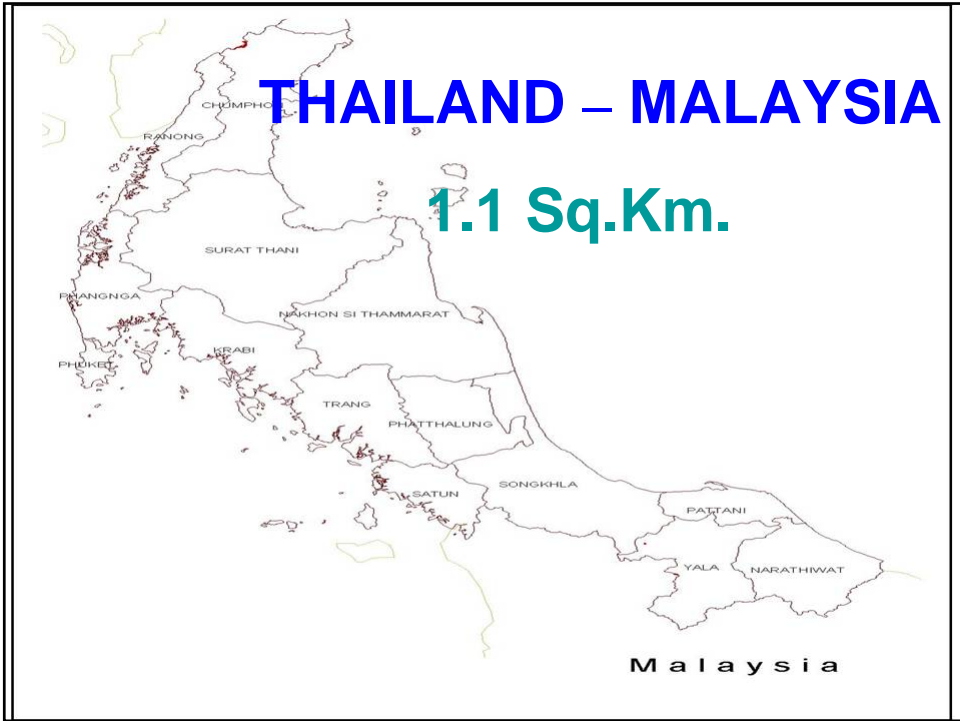 THAILAND – MALAYSIA
1.1 Sq.Km.
CHUMPHO
RANONG
SURAT THANI
PHANGNGA
NAKHON SI THAMMARAT
KRABI
PHUKET
TRANG
PHATTHALUNG
SONGKHLA
SATUN
PATTANI
YALA
NARATHIWAT
Malaysia